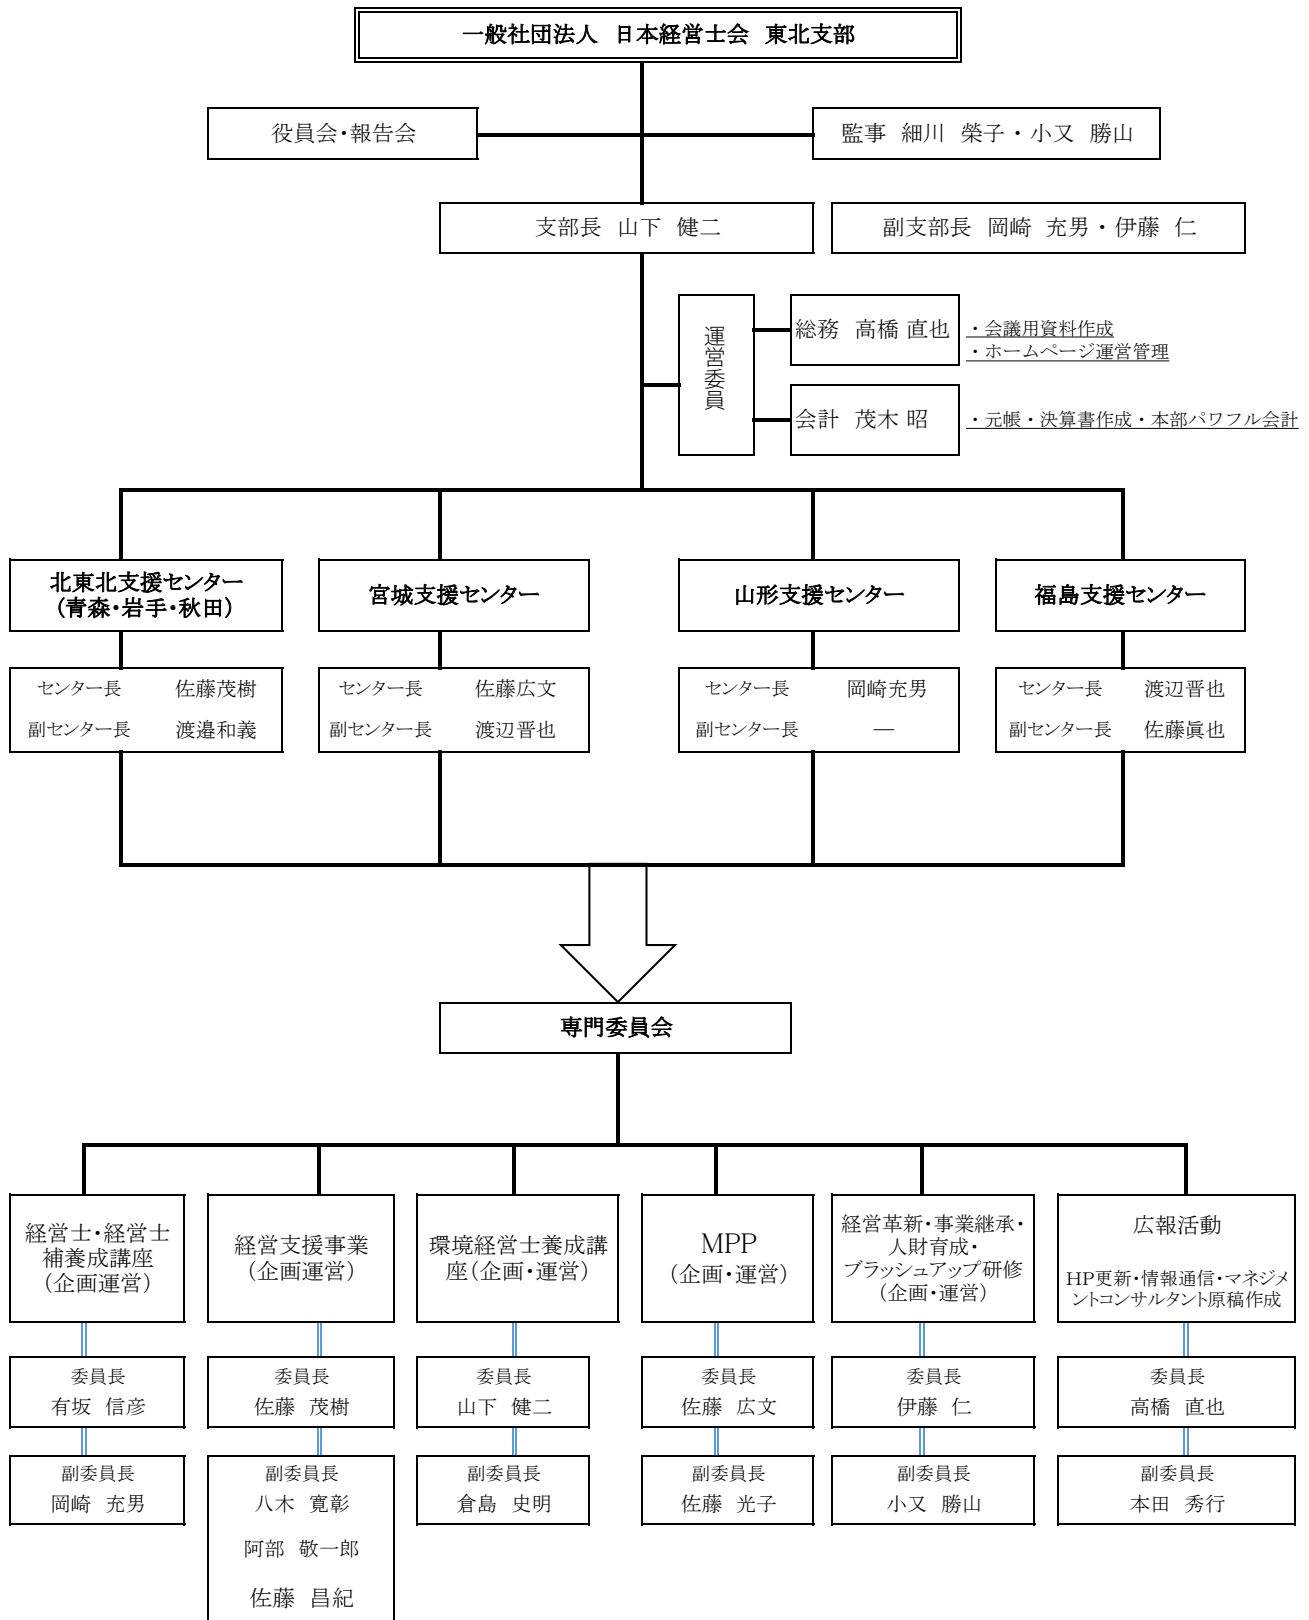 一般社団法人 日本経営士会 東北支部
役員会・報告会
監事 細川 榮子・小又 勝山
支部長 山下 健二
副支部長 岡崎 充男・伊藤 仁
運営委員
総務 高橋 直也
・会議用資料作成
・ホームページ運営管理
会計 茂木 昭
・元帳・決算書作成・本部パワフル会計
北東北支援センター
(青森・岩手・秋田)
宮城支援センター
山形支援センター
福島支援センター
センター長 佐藤茂樹
副センター長 渡邉和義
センター長 佐藤広文
副センター長 渡辺晋也
センター長 岡崎充男
副センター長 ―
センター長 渡辺晋也
副センター長 佐藤眞也
専門委員会
経営士・経営士
補養成講座
(企画運営)
経営支援事業
(企画運営)
環境経営士養成講
座(企画・運営)
MPP
(企画・運営)
経営革新・事業継承・
人財育成・
ブラッシュアップ研修
(企画・運営)
広報活動
HP更新・情報通信・マネジメ
ントコンサルタント原稿作成
委員長
有坂 信彦
委員長
佐藤 茂樹
委員長
山下 健二
委員長
佐藤 広文
委員長
伊藤 仁
委員長
高橋 直也
副委員長
岡崎 充男
副委員長
八木 寛彰
阿部 敬一郎
佐藤 昌紀
副委員長
倉島 史明
副委員長
佐藤 光子
副委員長
小又 勝山
副委員長
本田 秀行